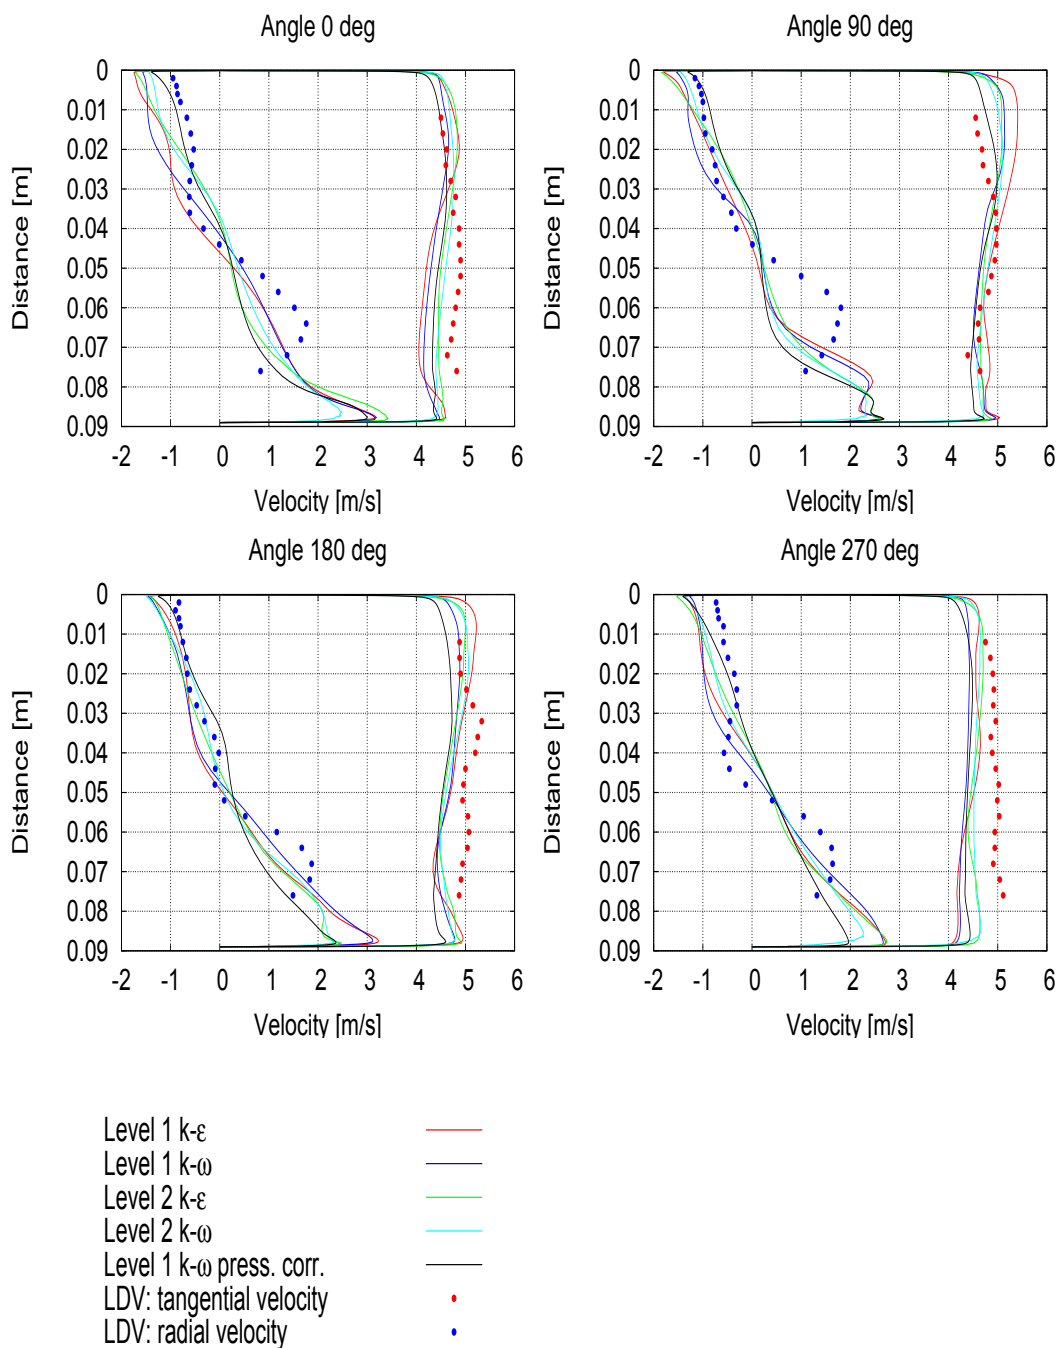 Angle 0 deg
Angle 90 deg
0
0.01
0.02
0.03
0.04
0.05
0.06
0.07
0.08
0.09
Distance [m]
-2 -1 0 1 2 3 4 5 6
Velocity [m/s]
0
0.01
0.02
0.03
0.04
0.05
0.06
0.07
0.08
0.09
Distance [m]
-2 -1 0 1 2 3 4 5 6
Velocity [m/s]
Angle 180 deg
Angle 270 deg
0
0.01
0.02
0.03
0.04
0.05
0.06
0.07
0.08
0.09
Distance [m]
-2 -1 0 1 2 3 4 5 6
Velocity [m/s]
0
0.01
0.02
0.03
0.04
0.05
0.06
0.07
0.08
0.09
Distance [m]
-2 -1 0 1 2 3 4 5 6
Velocity [m/s]
Level 1 k-ε
Level 1 k-ω
Level 2 k-ε
Level 2 k-ω
Level 1 k-ω press. corr.
LDV: tangential velocity
LDV: radial velocity